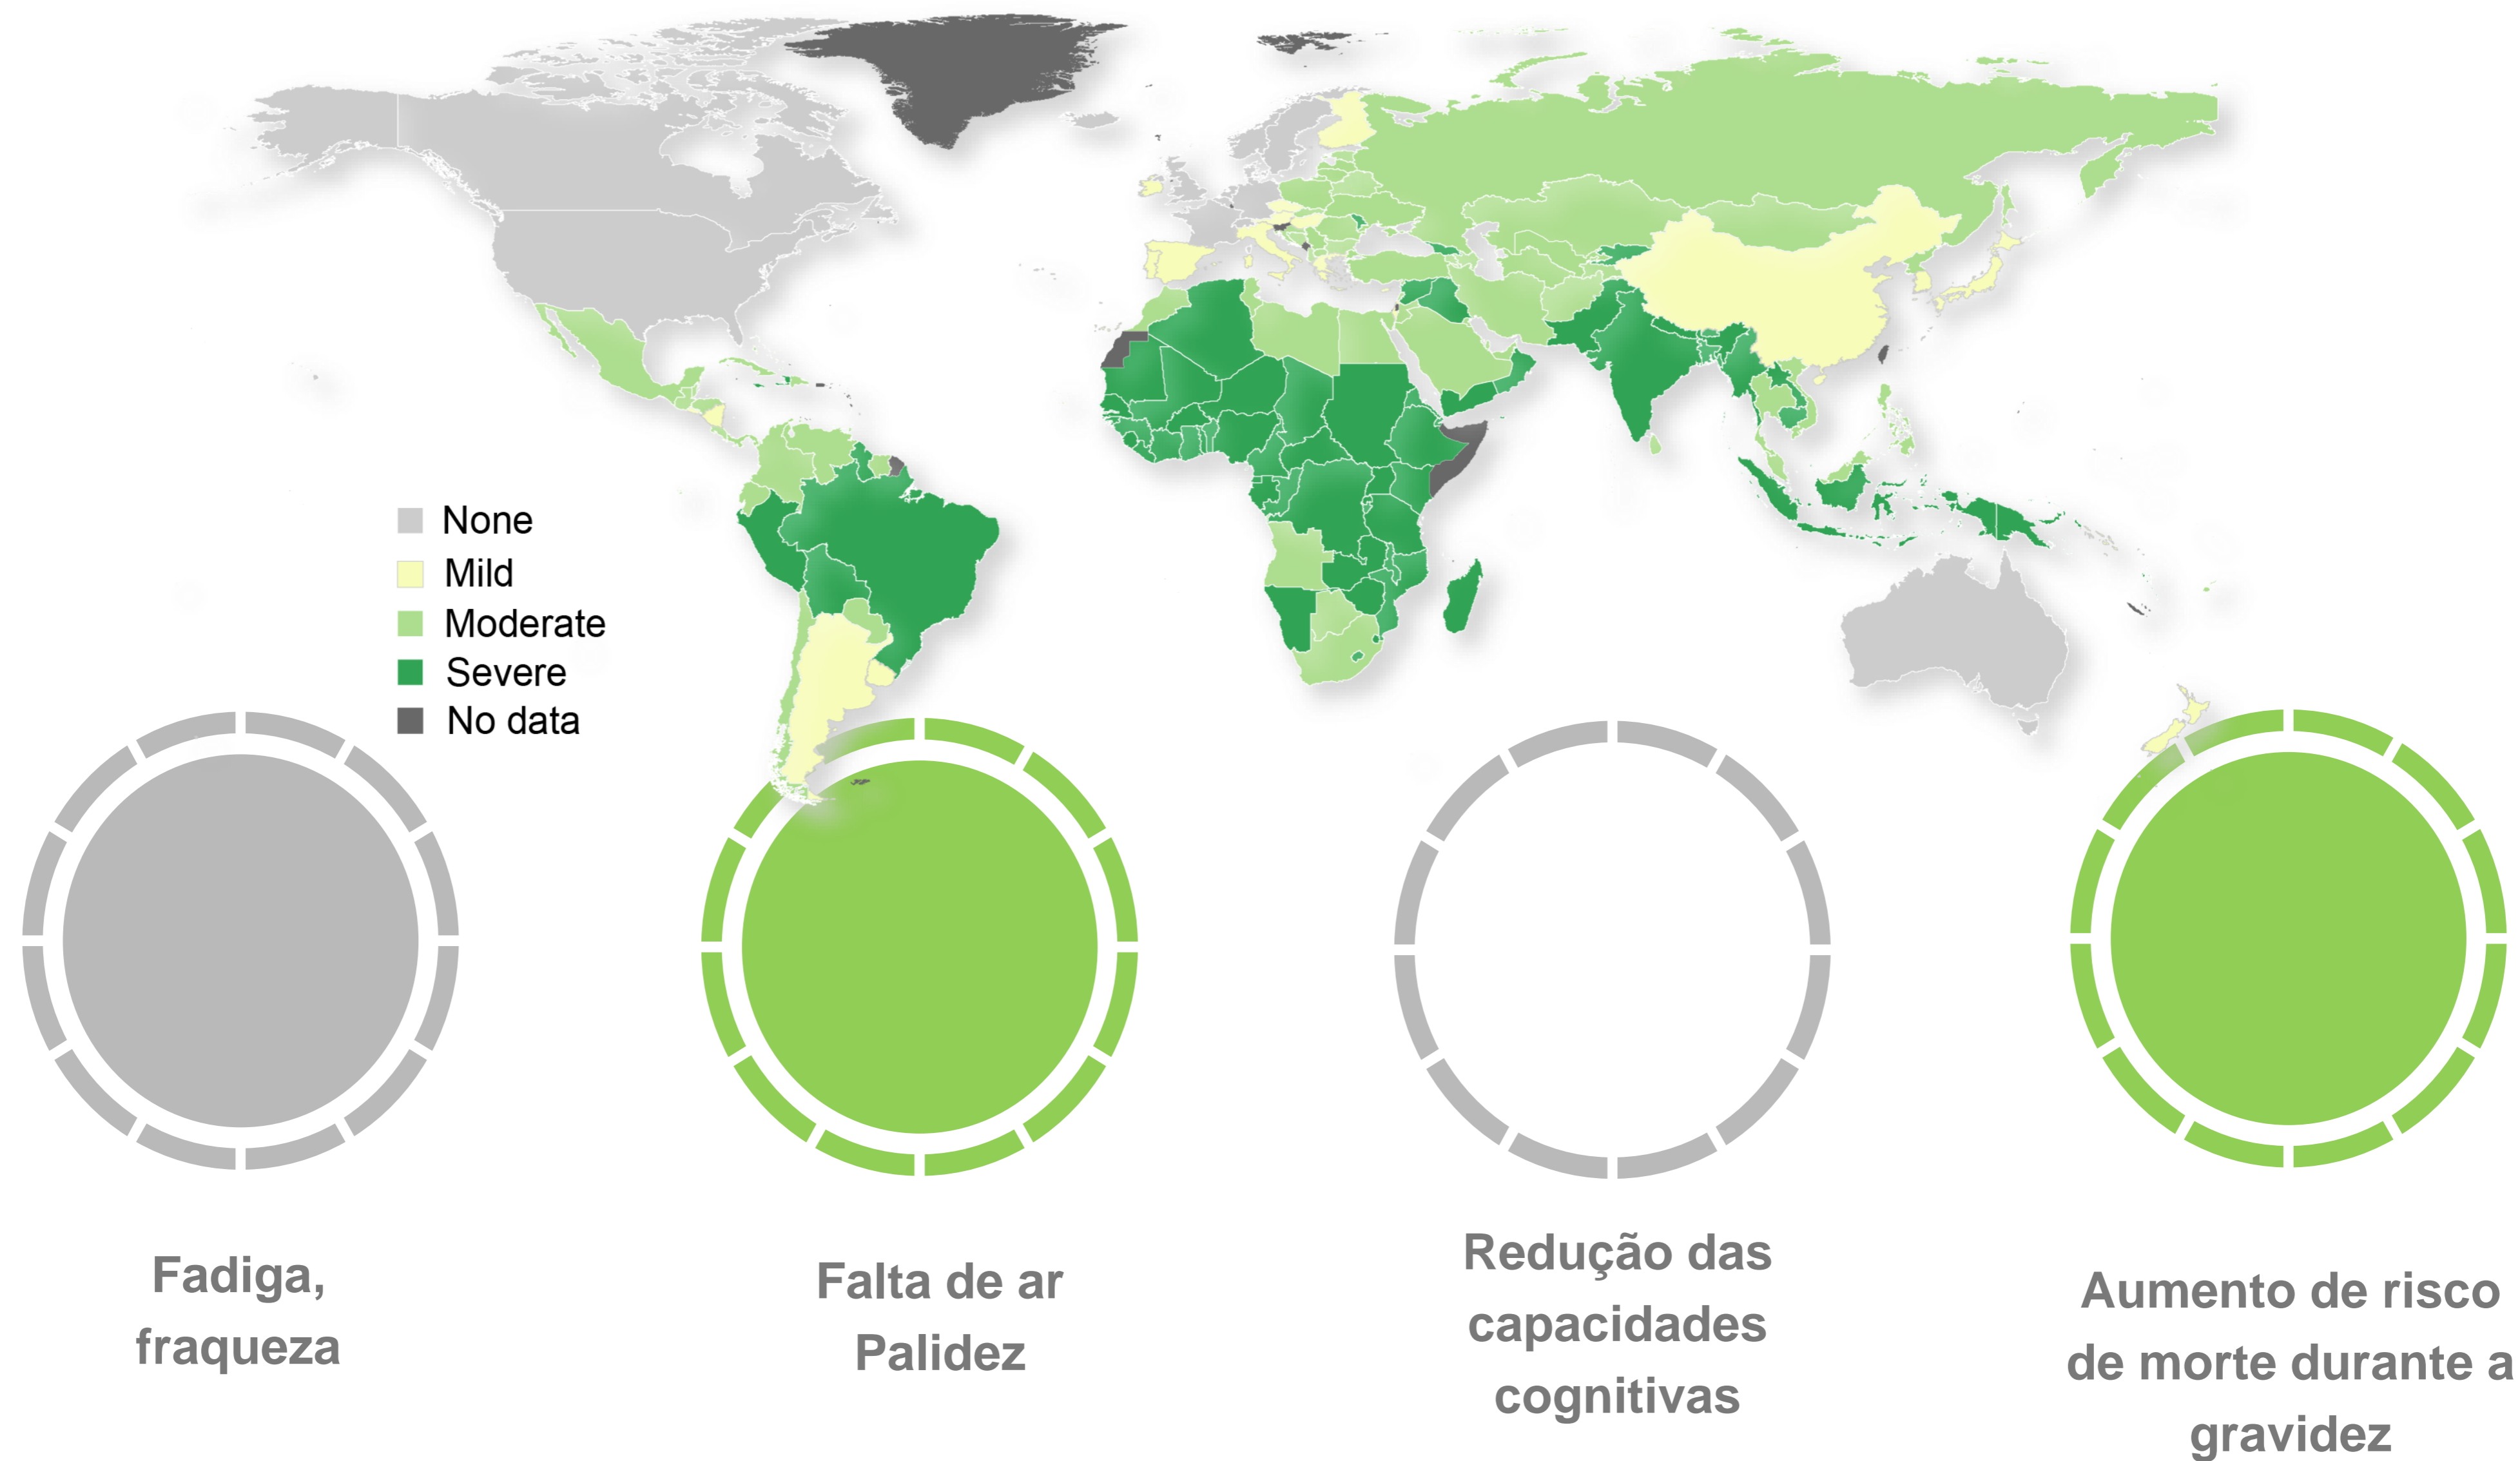 None
Mild
Moderate
Severe
No data
Fadiga,
fraqueza
Falta de ar
Palidez
Redução das
capacidades
cognitivas
Aumento de risco
de morte durante a
gravidez